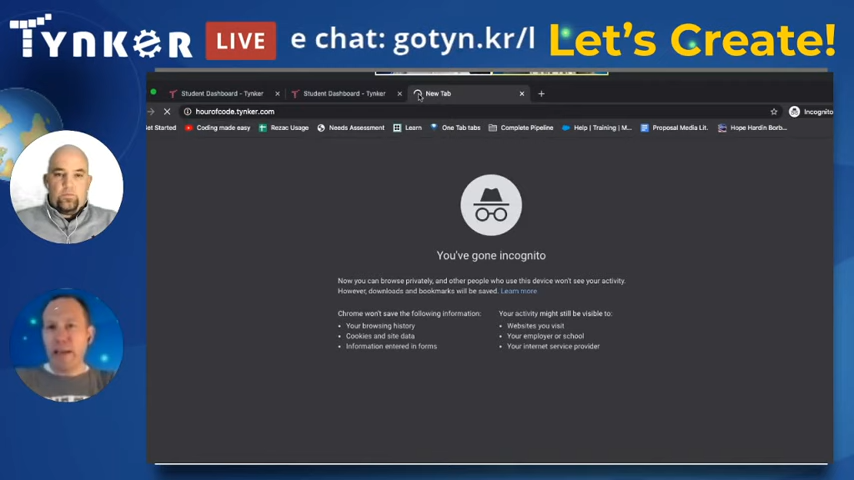 TYNKER
LIVE
e chat: gotyn.kr/l
Let's Create!
Student Dashboard - Tynker
Student Dashboard - Tynker
New Tab
hourofcode.tynker.com
Incognito
et Started
Coding made easy
Rezac Usage
Needs Assessment
Learn
One Tab tabs
Complete Pipeline
Help | Training | M...
Proposal Media Lit.
Hope Hardin Borb...
You've gone incognito
Now you can browse privately, and other people who use this device won't see your activity.
However, downloads and bookmarks will be saved. Learn more
Chrome won't save the following information:
• Your browsing history
• Cookies and site data
• Information entered in forms
Your activity might still be visible to:
• Websites you visit
• Your employer or school
• Your internet service provider